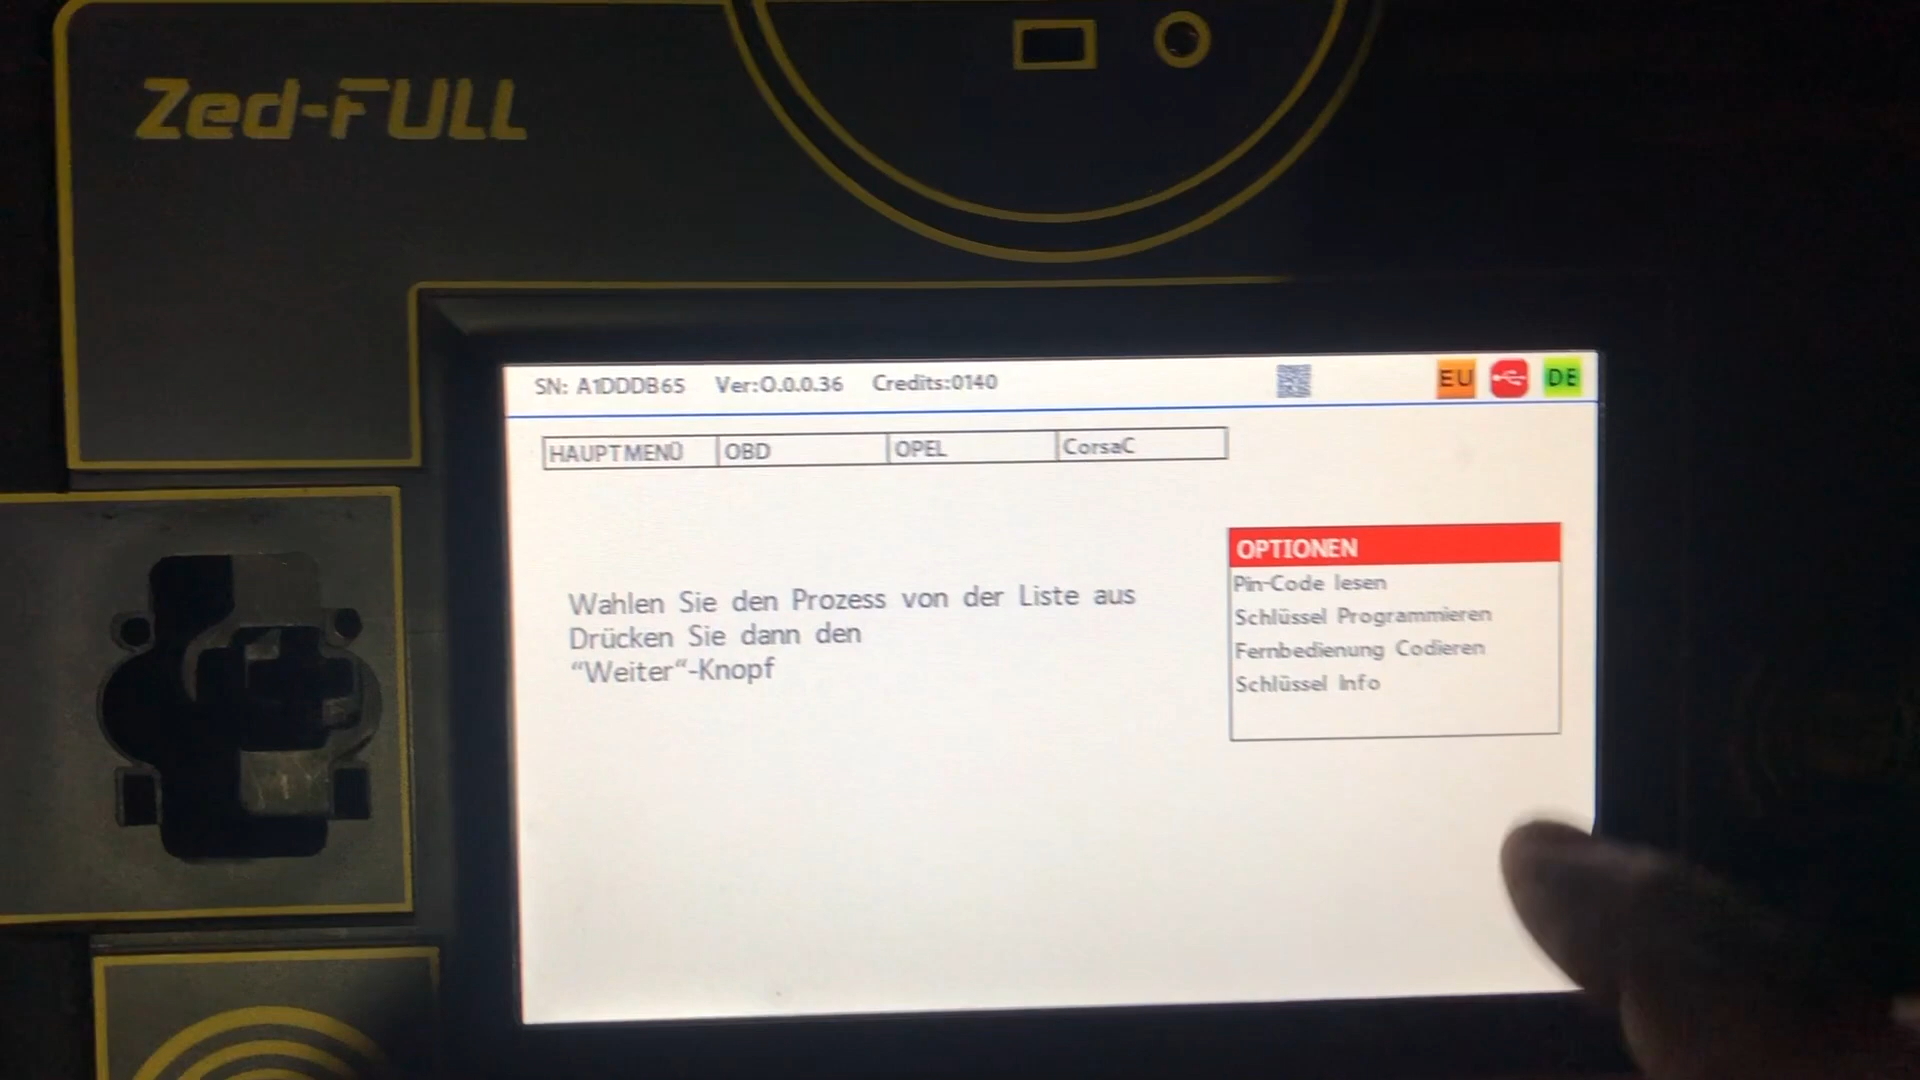 Zed-FULL
SN: A1DDDB65 Ver:0.0.0.36 Credits:0140 EU DE
HAUPTMENÜ OBD OPEL CorsaC
OPTIONEN
Pin-Code lesen
Schlüssel Programmieren
Fernbedienung Codieren
Schlüssel Info
Wahlen Sie den Prozess von der Liste aus
Drücken Sie dann den
“Weiter“-Knopf